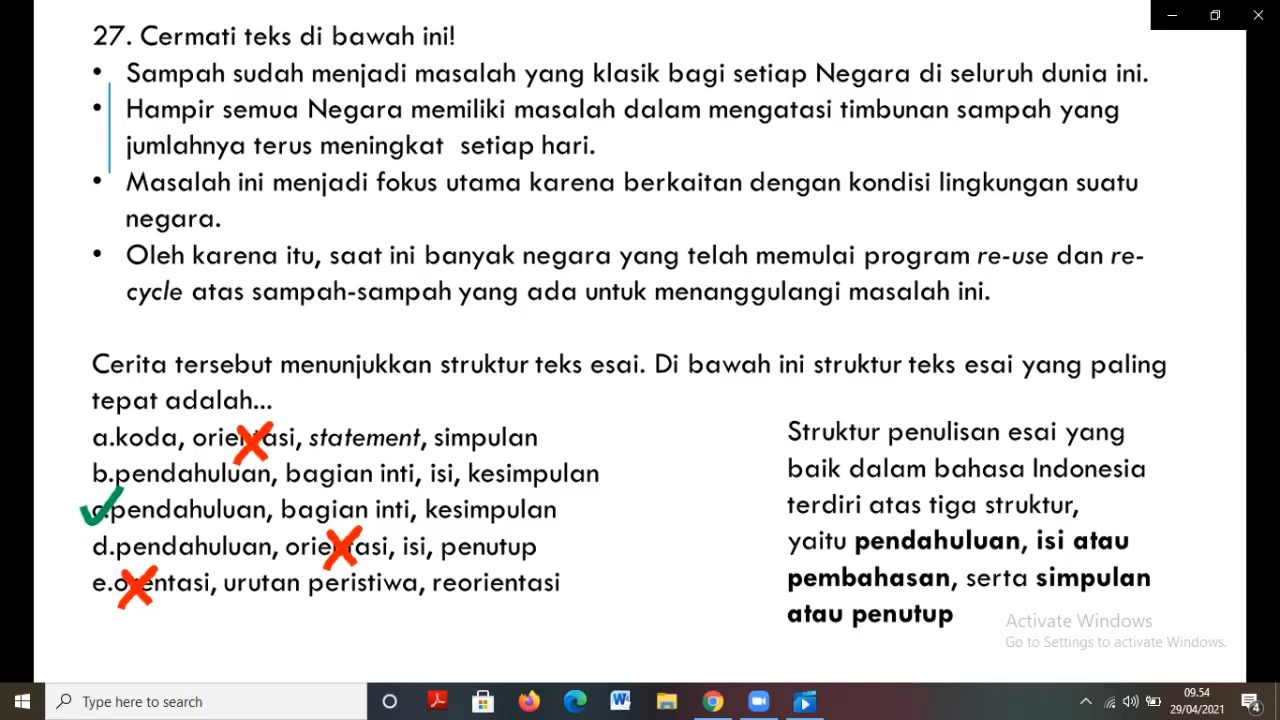 27. Cermati teks di bawah ini!
• Sampah sudah menjadi masalah yang klasik bagi setiap Negara di seluruh dunia ini.
• Hampir semua Negara memiliki masalah dalam mengatasi timbunan sampah yang
jumlahnya terus meningkat setiap hari.
• Masalah ini menjadi fokus utama karena berkaitan dengan kondisi lingkungan suatu
negara.
• Oleh karena itu, saat ini banyak negara yang telah memulai program re-use dan re-
cycle atas sampah-sampah yang ada untuk menanggulangi masalah ini.
Cerita tersebut menunjukkan struktur teks esai. Di bawah ini struktur teks esai yang paling
tepat adalah...
a.koda, orientasi, statement, simpulan
b.pendahuluan, bagian inti, isi, kesimpulan
c.pendahuluan, bagian inti, kesimpulan
d.pendahuluan, orientasi, isi, penutup
e.orentasi, urutan peristiwa, reorientasi
Struktur penulisan esai yang
baik dalam bahasa Indonesia
terdiri atas tiga struktur,
yaitu pendahuluan, isi atau
pembahasan, serta simpulan
atau penutup
Activate Windows
Go to Settings to activate Windows.
Type here to search
09.54
29/04/2021
4